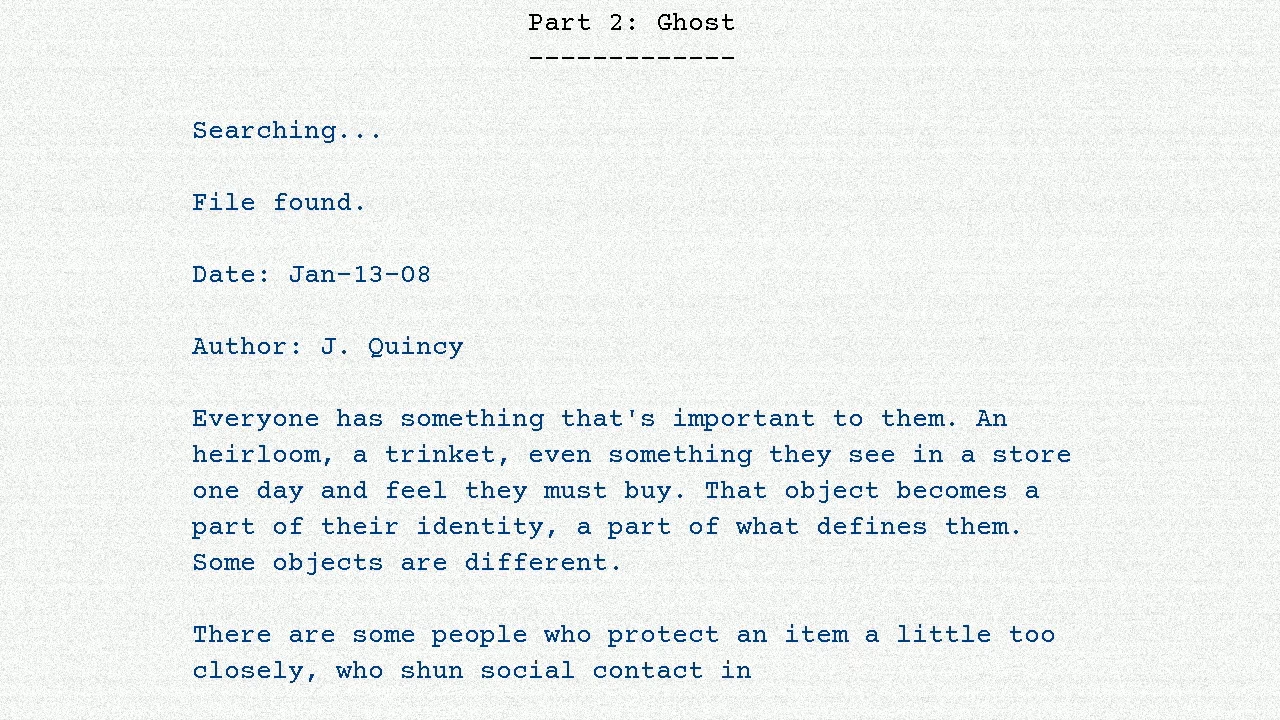 Part 2: Ghost
-------------
Searching...
File found.
Date: Jan-13-08
Author: J. Quincy
Everyone has something that's important to them. An
heirloom, a trinket, even something they see in a store
one day and feel they must buy. That object becomes a
part of their identity, a part of what defines them.
Some objects are different.
There are some people who protect an item a little too
closely, who shun social contact in